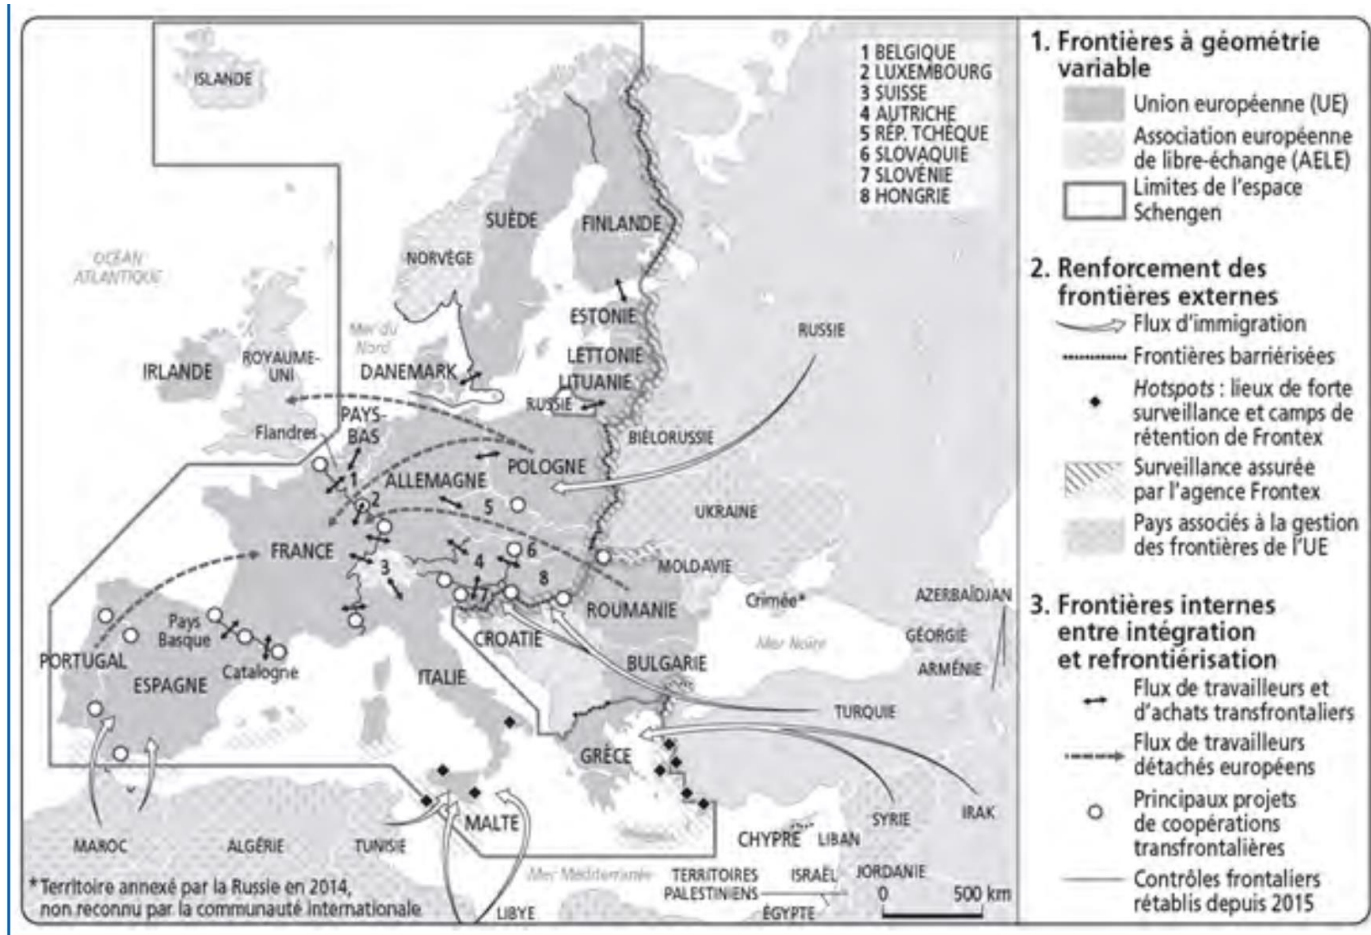 1 BELGIQUE
2 LUXEMBOURG
3 SUISSE
4 AUTRICHE
5 RÉP. TCHÈQUE
6 SLOVAQUIE
7 SLOVÉNIE
8 HONGRIE
ISLANDE
SUÈDE
FINLANDE
NORVÈGE
OCÉAN
ATLANTIQUE
ESTONIE
RUSSIE
Mer du
Nord
LETTONIE
ROYAUME-
UNI
IRLANDE
DANEMARK
LITUANIE
RUSSIE
PAYS-
BAS
Flandres
BIÉLORUSSIE
POLOGNE
ALLEMAGNE
1
2
5
UKRAINE
FRANCE
6
4
3
8
7
MOLDAVIE
ROUMANIE
Crimée*
AZERBAÏDJAN
Pays
Basque
CROATIE
Mer Noire
GÉORGIE
PORTUGAL
ESPAGNE
Catalogne
ITALIE
BULGARIE
ARMÉNIE
TURQUIE
GRÈCE
MALTE
SYRIE
IRAK
MAROC
ALGÉRIE
TUNISIE
CHYPRE
LIBAN
Mer Méditerranée
TERRITOIRES
PALESTINIENS
ISRAËL
JORDANIE
LIBYE
ÉGYPTE
0 500 km
*Territoire annexé par la Russie en 2014,
non reconnu par la communauté internationale
1. Frontières à géométrie
variable
Union européenne (UE)
Association européenne
de libre-échange (AELE)
Limites de l'espace
Schengen
2. Renforcement des
frontières externes
Flux d'immigration
Frontières barriérisées
Hotspots : lieux de forte
surveillance et camps de
rétention de Frontex
Surveillance assurée
par l'agence Frontex
Pays associés à la gestion
des frontières de l'UE
3. Frontières internes
entre intégration
et refrontiérisation
Flux de travailleurs et
d'achats transfrontaliers
Flux de travailleurs
détachés européens
Principaux projets
de coopérations
transfrontalières
Contrôles frontaliers
rétablis depuis 2015